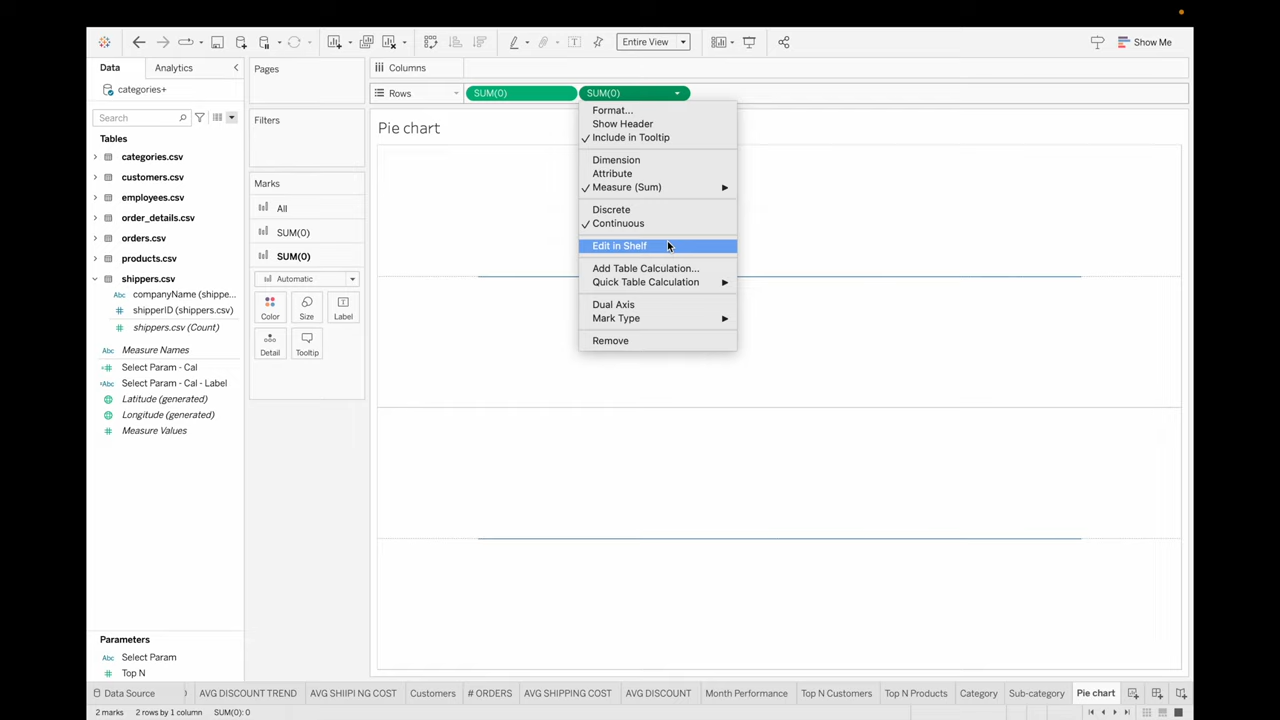 Entire View
Show Me
Data
Analytics
Pages
Columns
categories+
Rows
SUM(0)
SUM(0)
Search
Filters
Pie chart
Format...
Show Header
Include in Tooltip
Dimension
Attribute
Measure (Sum)
Discrete
Continuous
Edit in Shelf
Add Table Calculation...
Quick Table Calculation
Dual Axis
Mark Type
Remove
Tables
categories.csv
customers.csv
employees.csv
order_details.csv
orders.csv
products.csv
shippers.csv
Abc companyName (shippe...
# shipperID (shippers.csv)
# shippers.csv (Count)
Abc Measure Names
=# Select Param - Cal
=Abc Select Param - Cal - Label
Latitude (generated)
Longitude (generated)
# Measure Values
Marks
All
SUM(0)
SUM(0)
Automatic
Color
Size
T
Label
Detail
Tooltip
Parameters
Abc Select Param
# Top N
Data Source
AVG DISCOUNT TREND
AVG SHIIPI NG COST
Customers
# ORDERS
AVG SHIPPING COST
AVG DISCOUNT
Month Performance
Top N Customers
Top N Products
Category
Sub-category
Pie chart
2 marks
2 rows by 1 column
SUM(0): 0